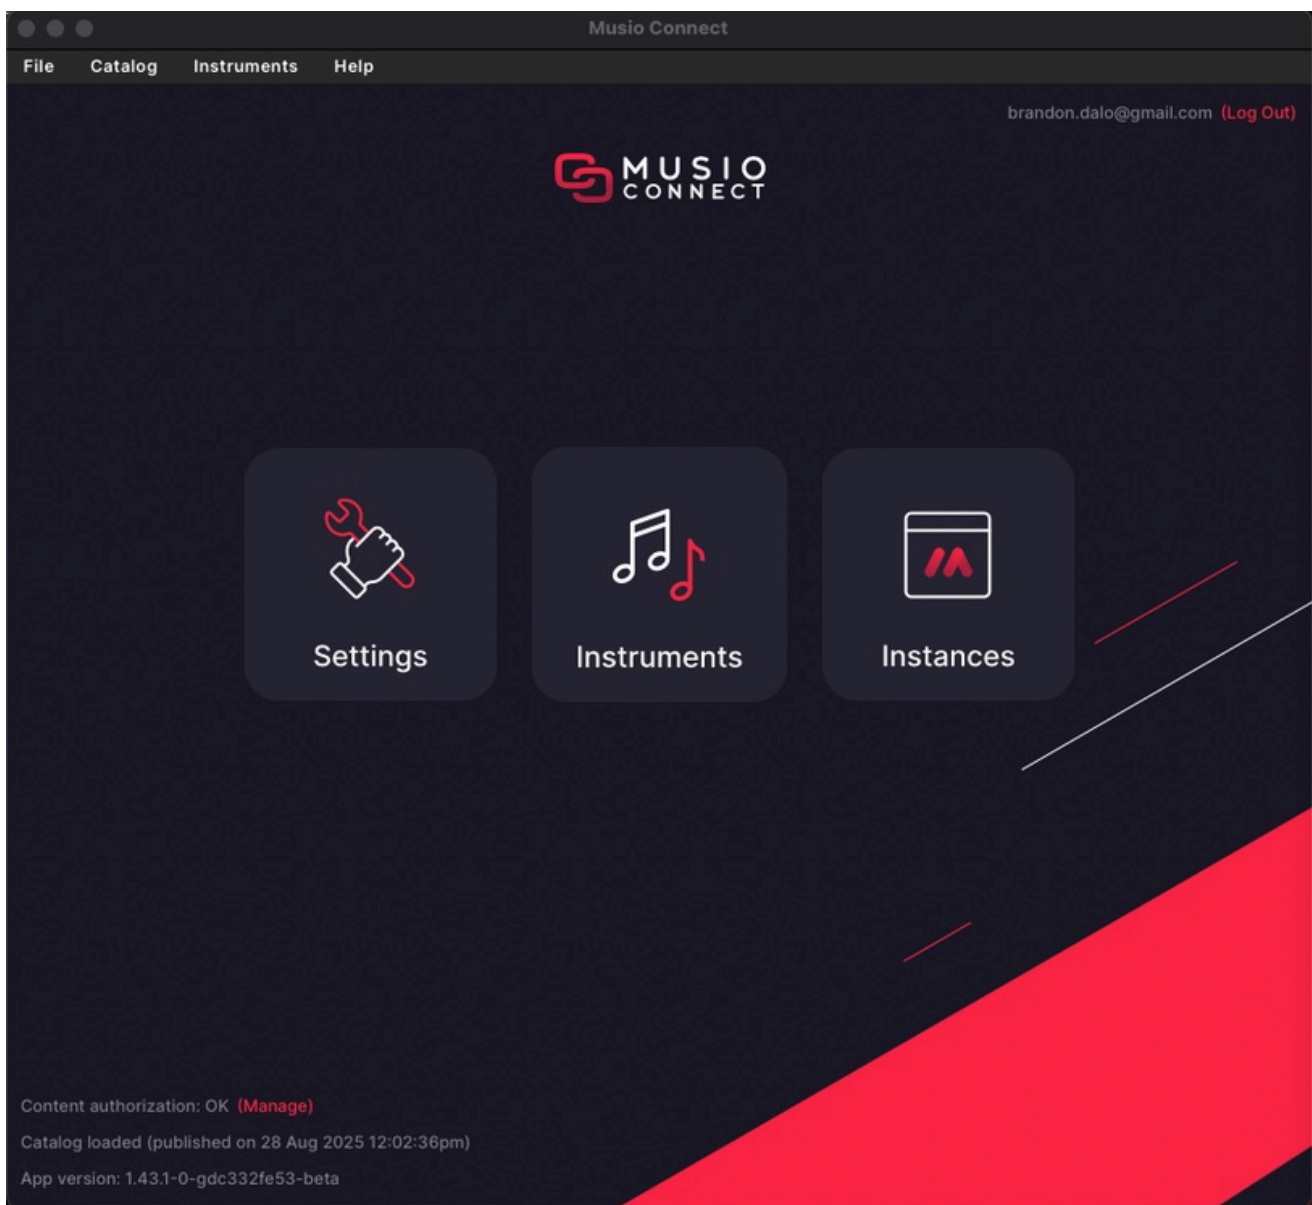 Musio Connect
File Catalog Instruments Help
brandon.dalo@gmail.com (Log Out)
MUSIO
CONNECT
Settings Instruments Instances
Content authorization: OK (Manage)
Catalog loaded (published on 28 Aug 2025 12:02:36pm)
App version: 1.43.1-0-gdc332fe53-beta